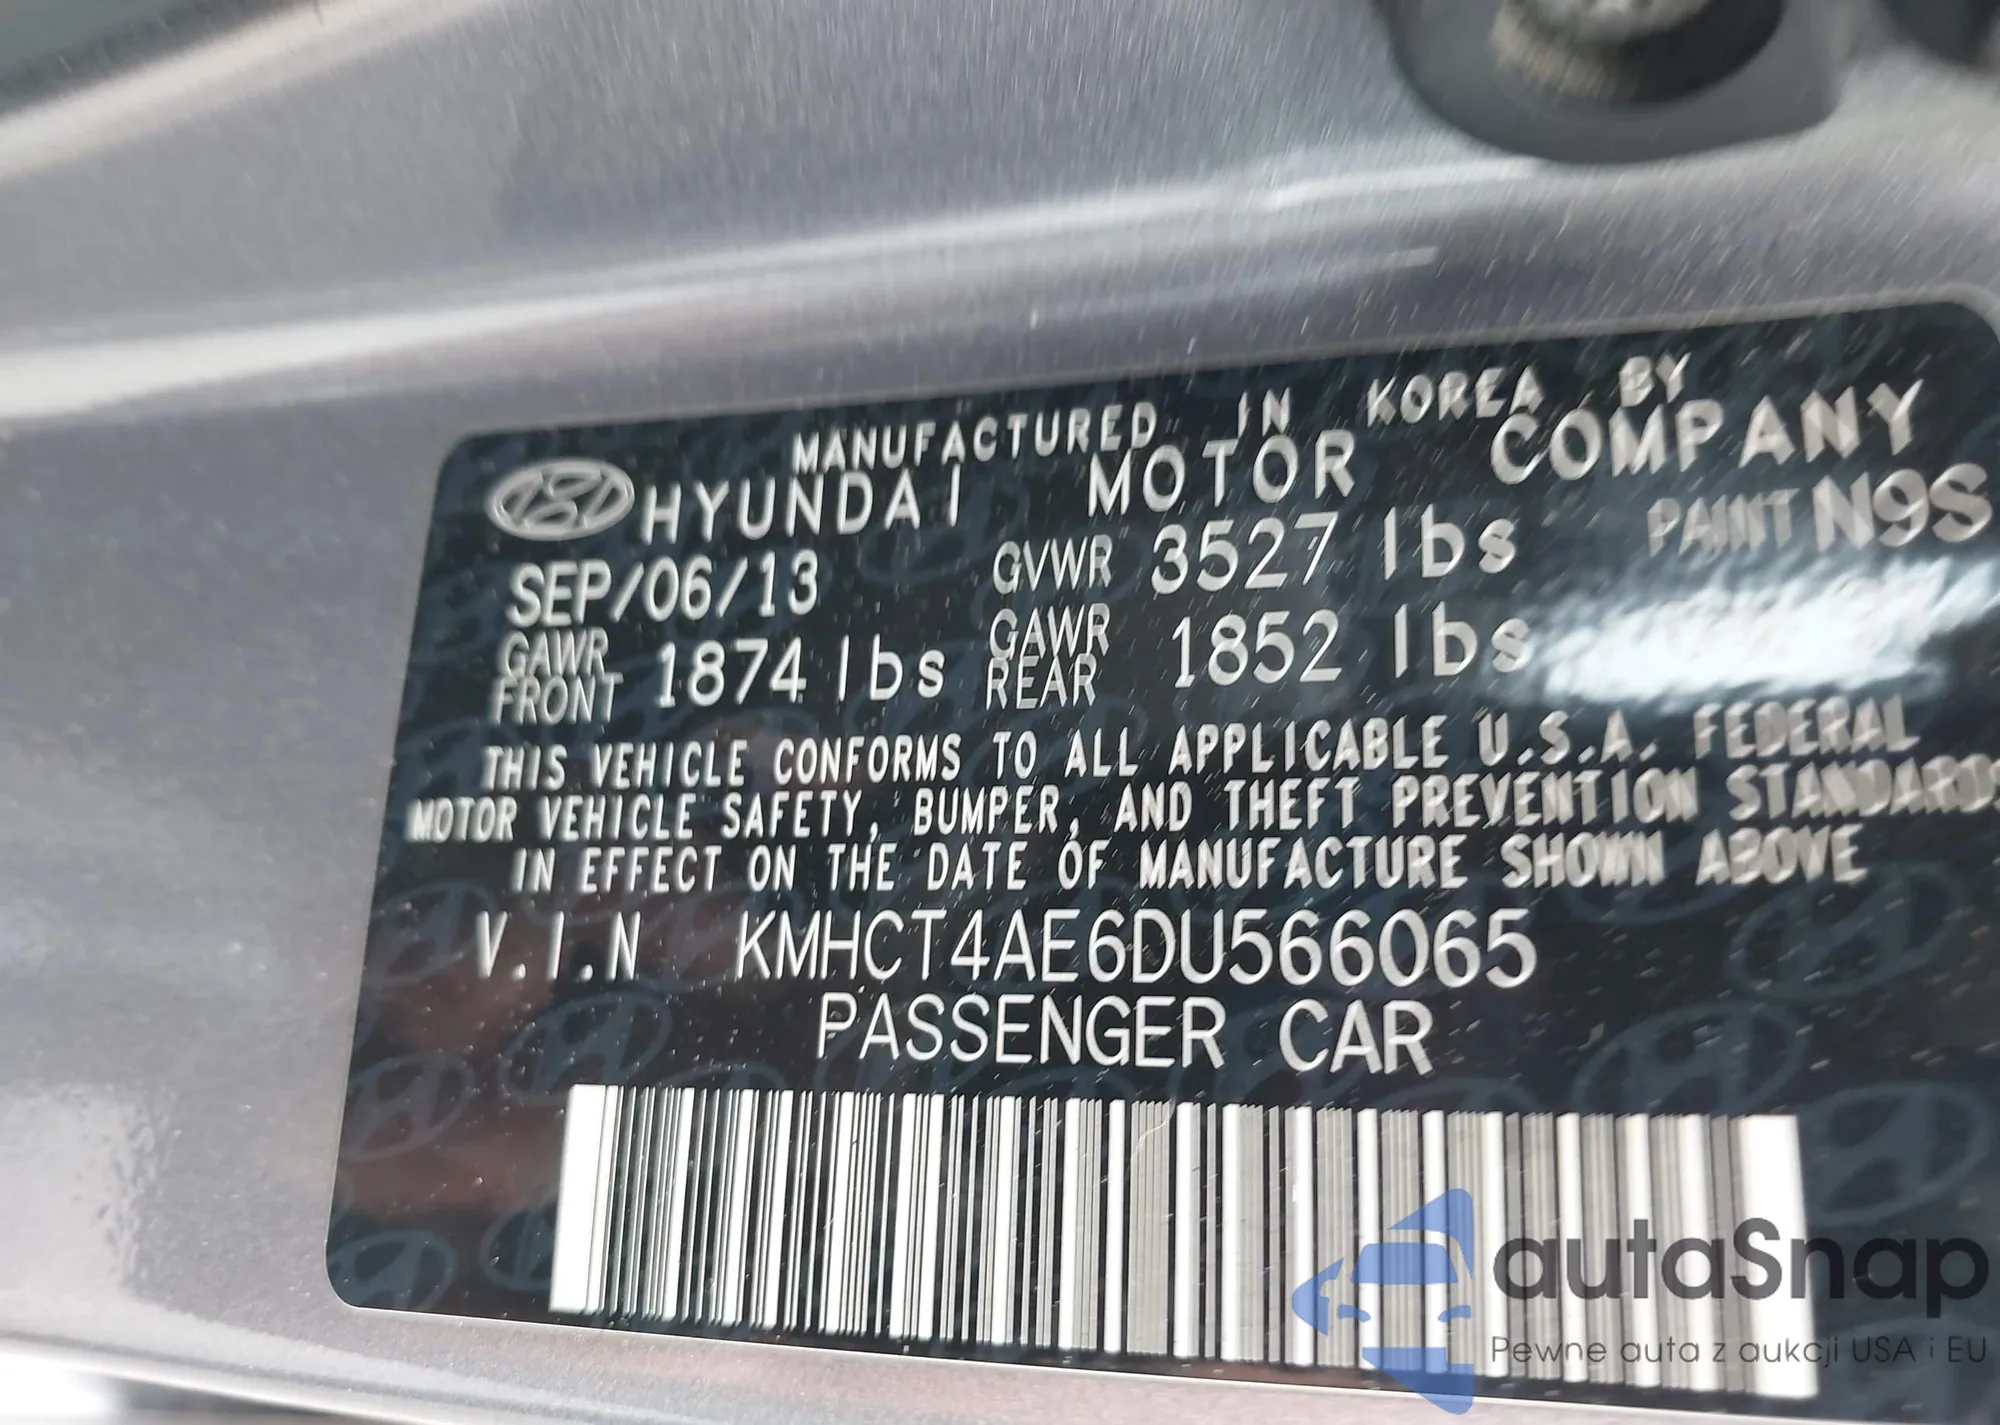 MANUFACTURED IN KOREA BY
HYUNDAI MOTOR COMPANY
SEP/06/13 GVWR 3527 lbs PAINT N9S
GAWR FRONT 1874 lbs GAWR REAR 1852 lbs
THIS VEHICLE CONFORMS TO ALL APPLICABLE U.S.A. FEDERAL
MOTOR VEHICLE SAFETY, BUMPER, AND THEFT PREVENTION STANDARDS
IN EFFECT ON THE DATE OF MANUFACTURE SHOWN ABOVE
V.I.N KMHCT4AE6DU566065
PASSENGER CAR
autaSnap
Pewne auta z aukcji USA i EU